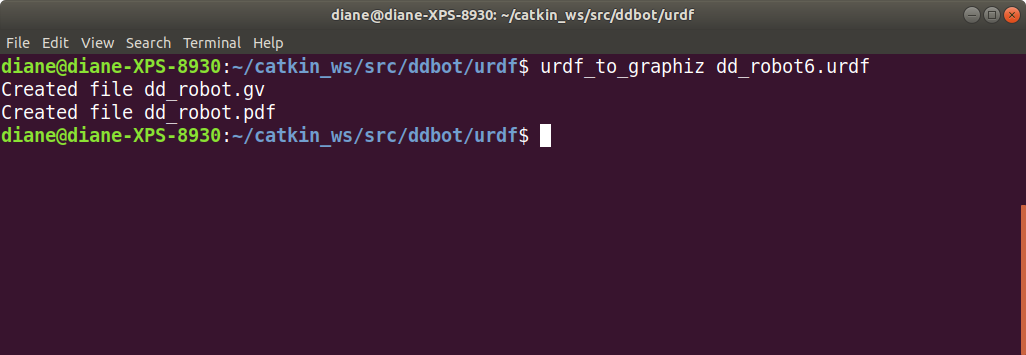 diane@diane-XPS-8930: ~/catkin_ws/src/ddbot/urdf
File Edit View Search Terminal Help
diane@diane-XPS-8930:~/catkin_ws/src/ddbot/urdf$ urdf_to_graphiz dd_robot6.urdf
Created file dd_robot.gv
Created file dd_robot.pdf
diane@diane-XPS-8930:~/catkin_ws/src/ddbot/urdf$